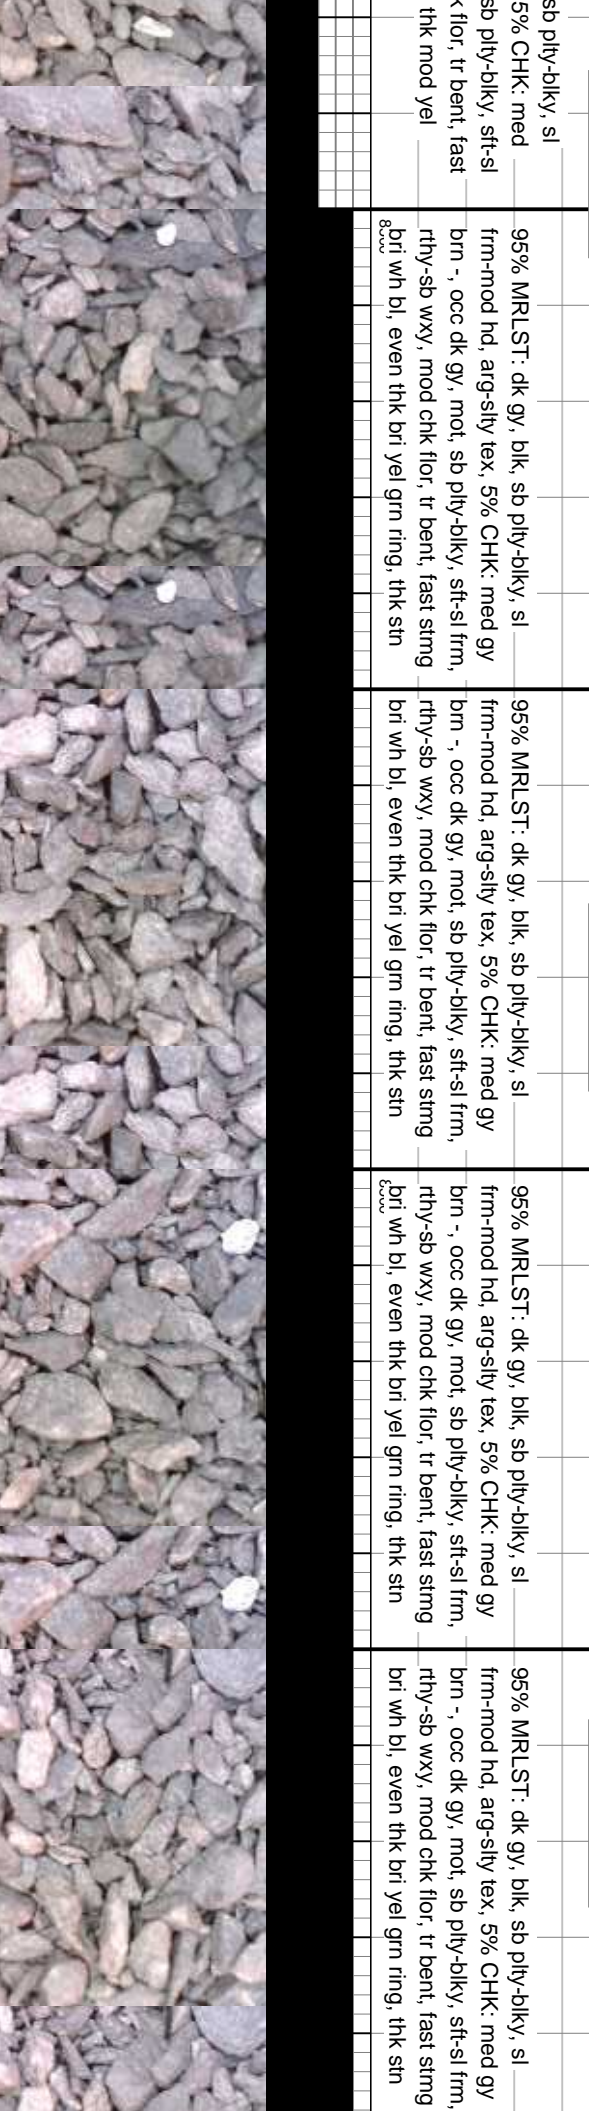 sb plty-blky, sl
5% CHK: med
sb plty-blky, sft-sl
k flor, tr bent, fast
thk mod yel
95% MRLST: dk gy, blk, sb plty-blky, sl
frm-mod hd, arg-slty tex, 5% CHK: med gy
brn -, occ dk gy, mot, sb plty-blky, sft-sl frm,
rthy-sb wxy, mod chk flor, tr bent, fast stmg
bri wh bl, even thk bri yel grn ring, thk stn
95% MRLST: dk gy, blk, sb plty-blky, sl
frm-mod hd, arg-slty tex, 5% CHK: med gy
brn -, occ dk gy, mot, sb plty-blky, sft-sl frm,
rthy-sb wxy, mod chk flor, tr bent, fast stmg
bri wh bl, even thk bri yel grn ring, thk stn
95% MRLST: dk gy, blk, sb plty-blky, sl
frm-mod hd, arg-slty tex, 5% CHK: med gy
brn -, occ dk gy, mot, sb plty-blky, sft-sl frm,
rthy-sb wxy, mod chk flor, tr bent, fast stmg
bri wh bl, even thk bri yel grn ring, thk stn
95% MRLST: dk gy, blk, sb plty-blky, sl
frm-mod hd, arg-slty tex, 5% CHK: med gy
brn -, occ dk gy, mot, sb plty-blky, sft-sl frm,
rthy-sb wxy, mod chk flor, tr bent, fast stmg
bri wh bl, even thk bri yel grn ring, thk stn